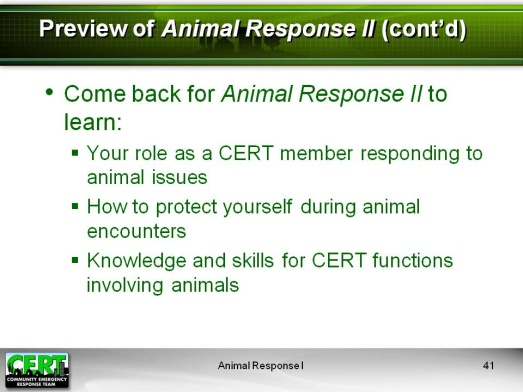 Preview of Animal Response II (cont’d)
• Come back for Animal Response II to
learn:
▪ Your role as a CERT member responding to
animal issues
▪ How to protect yourself during animal
encounters
▪ Knowledge and skills for CERT functions
involving animals
CERT
COMMUNITY EMERGENCY
RESPONSE TEAM
Animal Response I
41